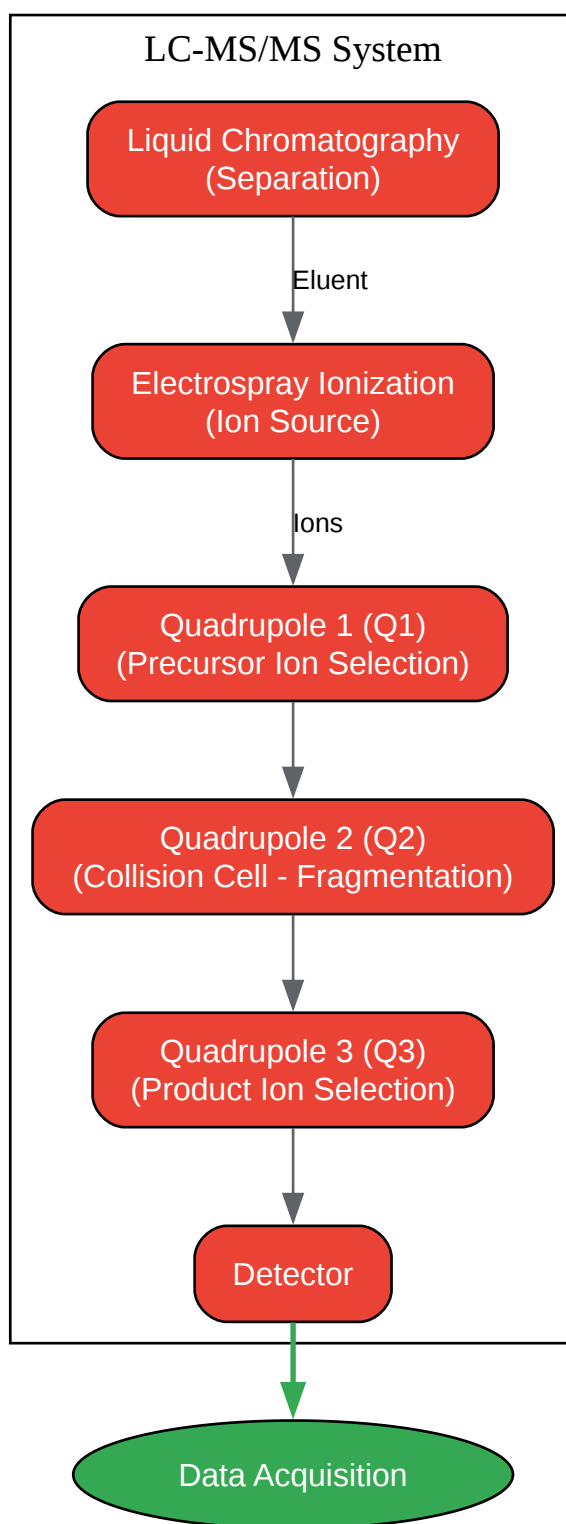 LC-MS/MS System
Liquid Chromatography
(Separation)
Eluent
Electrospray Ionization
(Ion Source)
Ions
Quadrupole 1 (Q1)
(Precursor Ion Selection)
Quadrupole 2 (Q2)
(Collision Cell - Fragmentation)
Quadrupole 3 (Q3)
(Product Ion Selection)
Detector
Data Acquisition